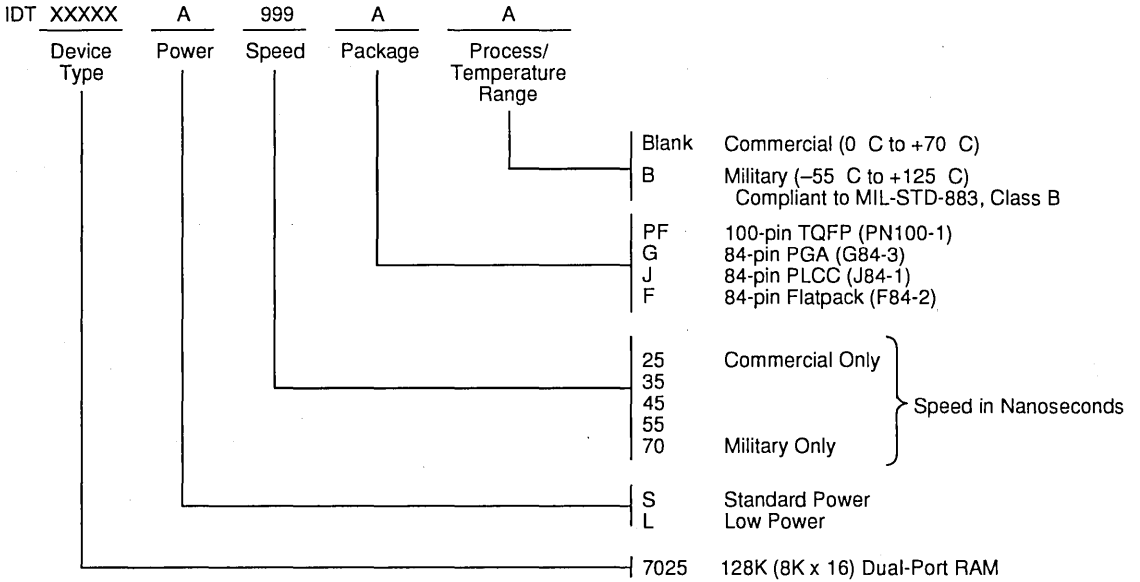 IDT XXXXX A 999 A A
Device Type Power Speed Package Process/ Temperature Range
Blank Commercial (0 C to +70 C)
B Military (–55 C to +125 C)
Compliant to MIL-STD-883, Class B
PF 100-pin TQFP (PN100-1)
G 84-pin PGA (G84-3)
J 84-pin PLCC (J84-1)
F 84-pin Flatpack (F84-2)
25 Commercial Only
35
45
Speed in Nanoseconds
55
70 Military Only
S Standard Power
L Low Power
7025 128K (8K x 16) Dual-Port RAM